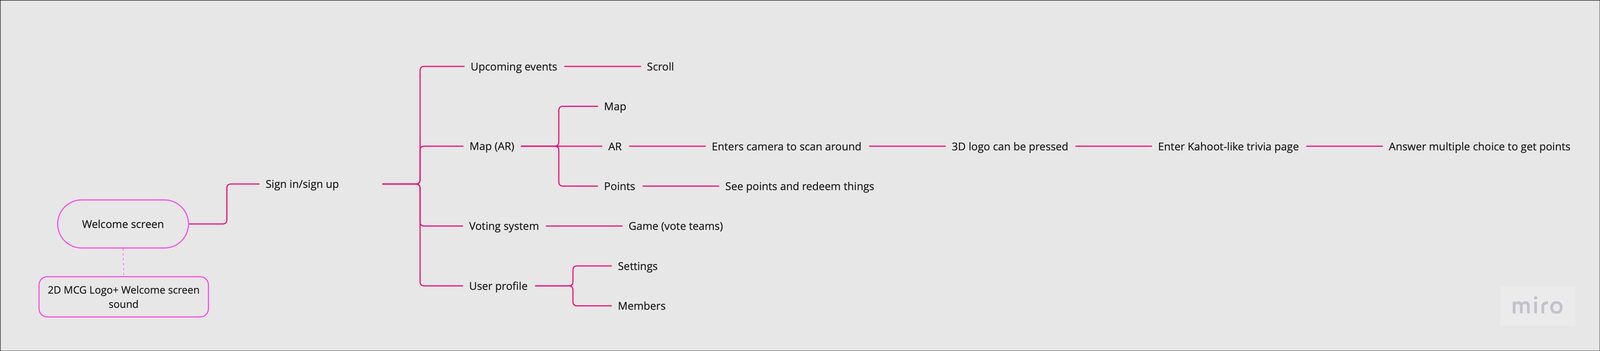 Upcoming events
Scroll
Map
Map (AR)
AR
Enters camera to scan around
3D logo can be pressed
Enter Kahoot-like trivia page
Answer multiple choice to get points
Sign in/sign up
Points
See points and redeem things
Welcome screen
Voting system
Game (vote teams)
Settings
User profile
2D MCG Logo+ Welcome screen
sound
Members
miro